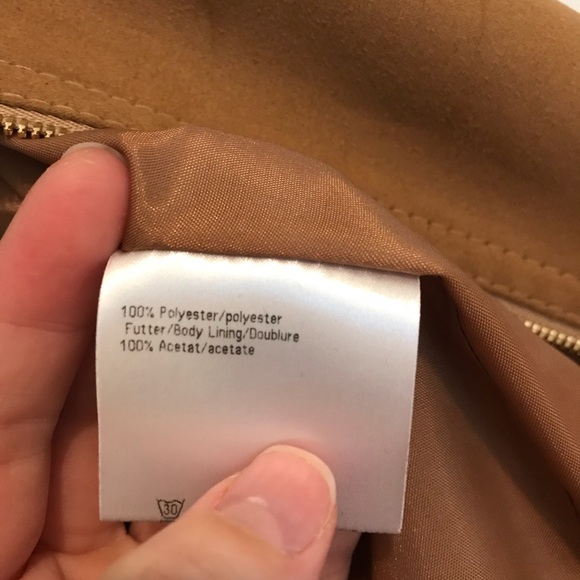 100% Polyester/polyester
Futter/Body Lining/Doublure
100% Acetat/acetate
30